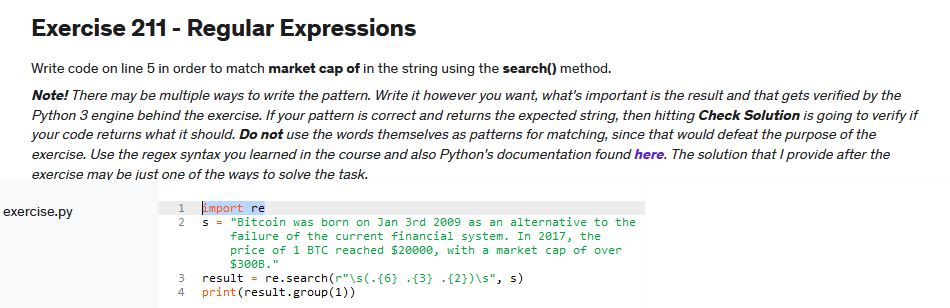 Exercise 211 - Regular Expressions
Write code on line 5 in order to match market cap of in the string using the search() method.
Note! There may be multiple ways to write the pattern. Write it however you want, what's important is the result and that gets verified by the
Python 3 engine behind the exercise. If your pattern is correct and returns the expected string, then hitting Check Solution is going to verify if
your code returns what it should. Do not use the words themselves as patterns for matching, since that would defeat the purpose of the
exercise. Use the regex syntax you learned in the course and also Python's documentation found here. The solution that I provide after the
exercise may be just one of the ways to solve the task.
exercise.py
1 import re
2 s = "Bitcoin was born on Jan 3rd 2009 as an alternative to the
failure of the current financial system. In 2017, the
price of 1 BTC reached $20000, with a market cap of over
$300B."
3 result = re.search(r"\s(.{6} .{3} .{2})\s", s)
4 print(result.group(1))